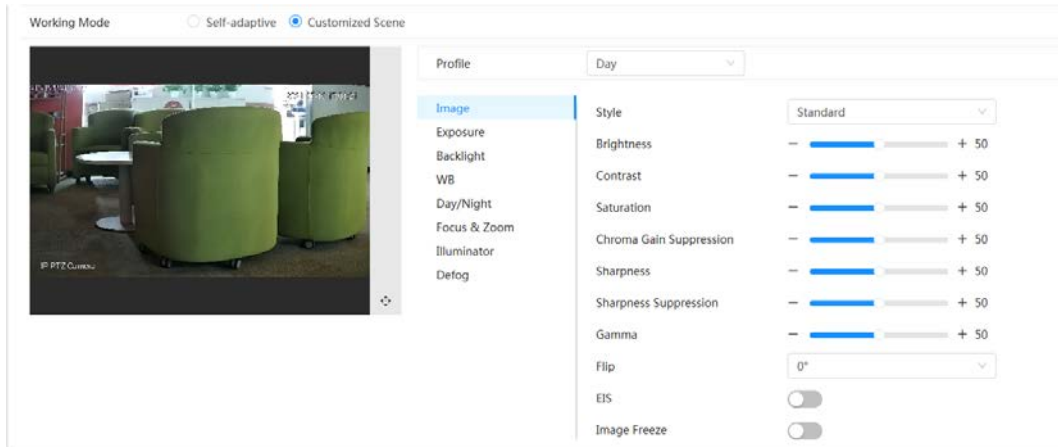 Working Mode Self-adaptive Customized Scene
Profile Day
Image
Exposure
Backlight
WB
Day/Night
Focus & Zoom
Illuminator
Defog
Style Standard
Brightness − + 50
Contrast − + 50
Saturation − + 50
Chroma Gain Suppression − + 50
Sharpness − + 50
Sharpness Suppression − + 50
Gamma − + 50
Flip 0°
EIS
Image Freeze
IP PTZ Camera